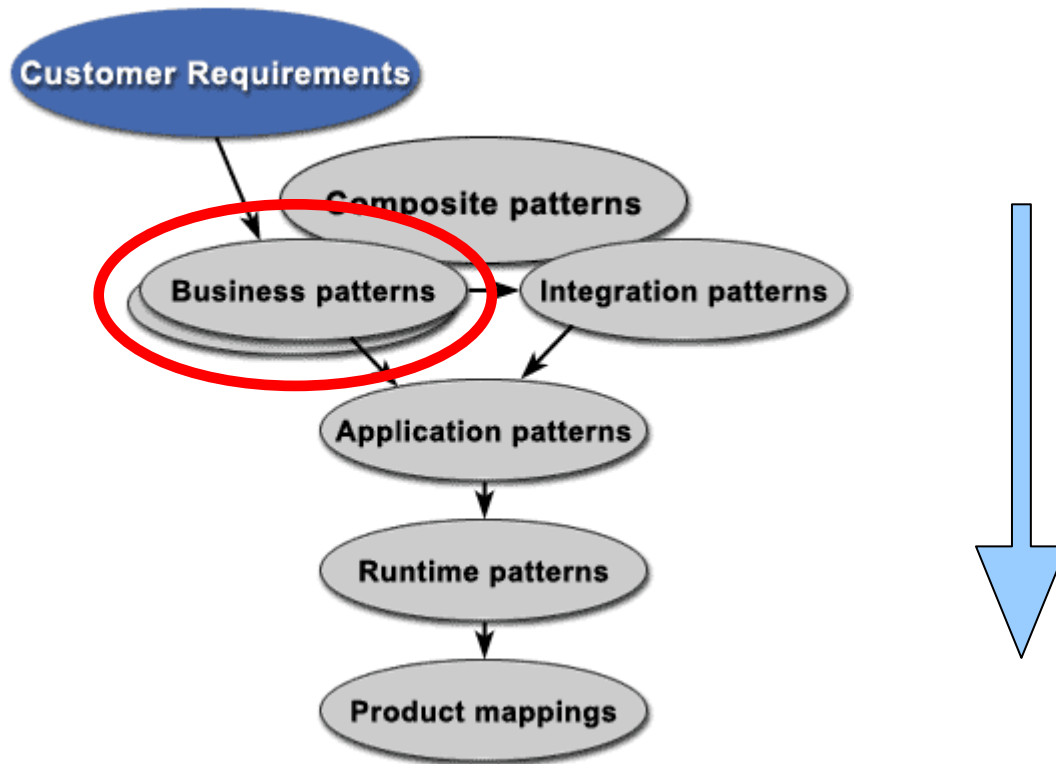 Customer Requirements
Composite patterns
Business patterns
Integration patterns
Application patterns
Runtime patterns
Product mappings